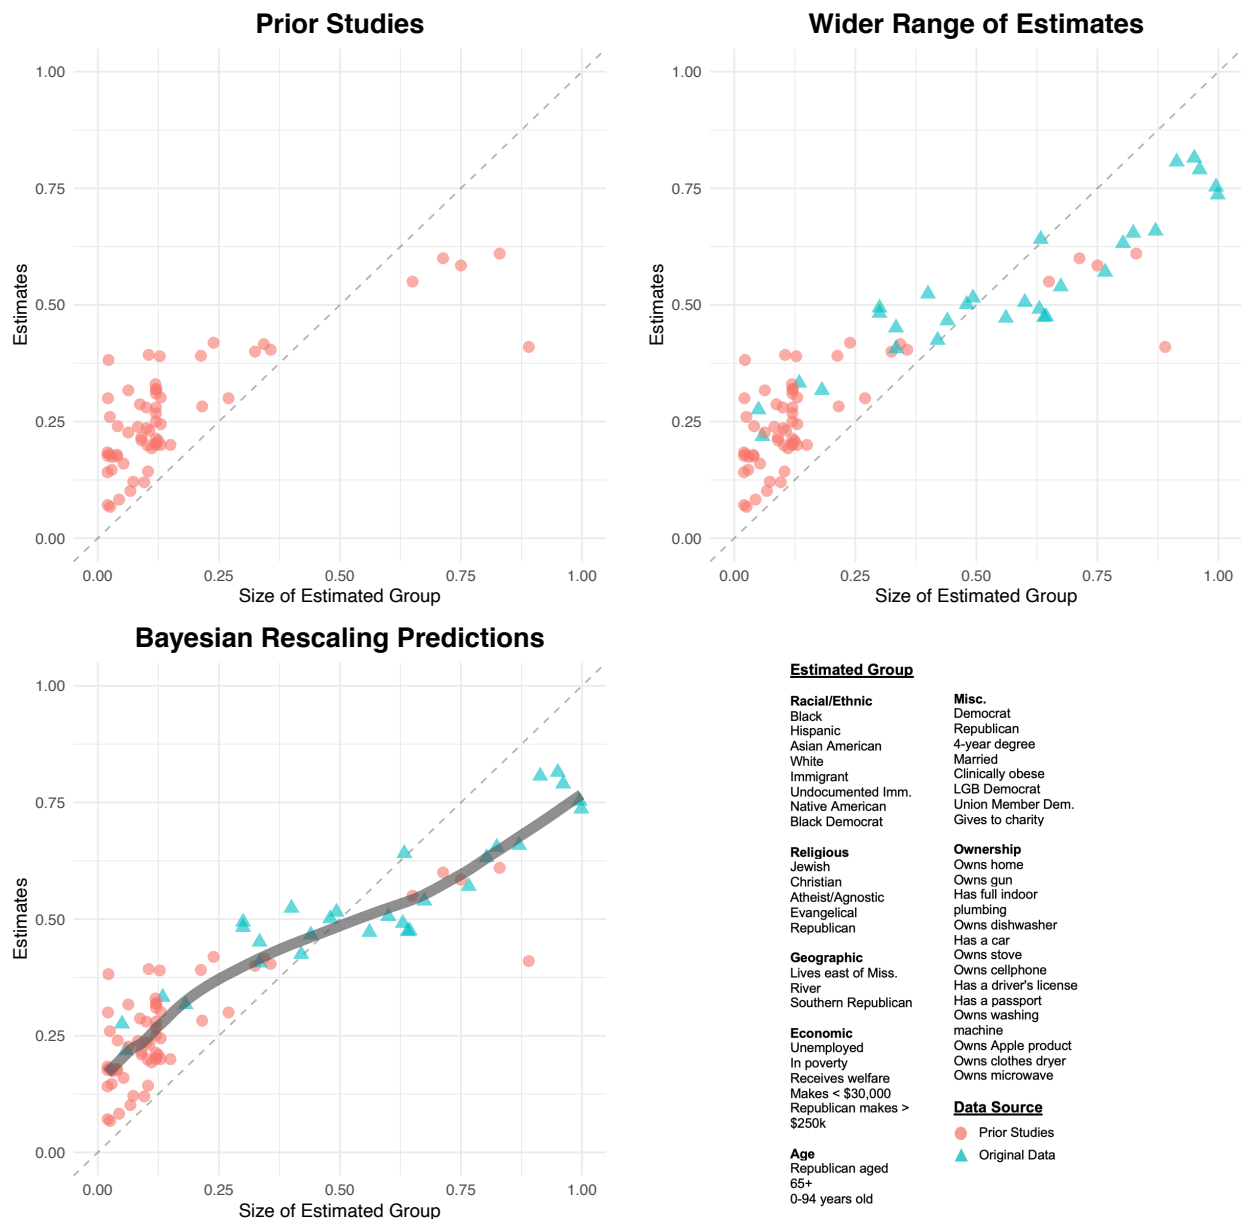 Prior Studies
1.00
0.75
0.50
0.25
0.00
Estimates
0.00 0.25 0.50 0.75 1.00
Size of Estimated Group
Wider Range of Estimates
1.00
0.75
0.50
0.25
0.00
Estimates
0.00 0.25 0.50 0.75 1.00
Size of Estimated Group
Bayesian Rescaling Predictions
1.00
0.75
0.50
0.25
0.00
Estimates
0.00 0.25 0.50 0.75 1.00
Size of Estimated Group
Estimated Group
Racial/Ethnic
Black
Hispanic
Asian American
White
Immigrant
Undocumented Imm.
Native American
Black Democrat
Religious
Jewish
Christian
Atheist/Agnostic
Evangelical
Republican
Geographic
Lives east of Miss.
River
Southern Republican
Economic
Unemployed
In poverty
Receives welfare
Makes < $30,000
Republican makes >
$250k
Age
Republican aged
65+
0-94 years old
Misc.
Democrat
Republican
4-year degree
Married
Clinically obese
LGB Democrat
Union Member Dem.
Gives to charity
Ownership
Owns home
Owns gun
Has full indoor
plumbing
Owns dishwasher
Has a car
Owns stove
Owns cellphone
Has a driver's license
Has a passport
Owns washing
machine
Owns Apple product
Owns clothes dryer
Owns microwave
Data Source
Prior Studies
Original Data